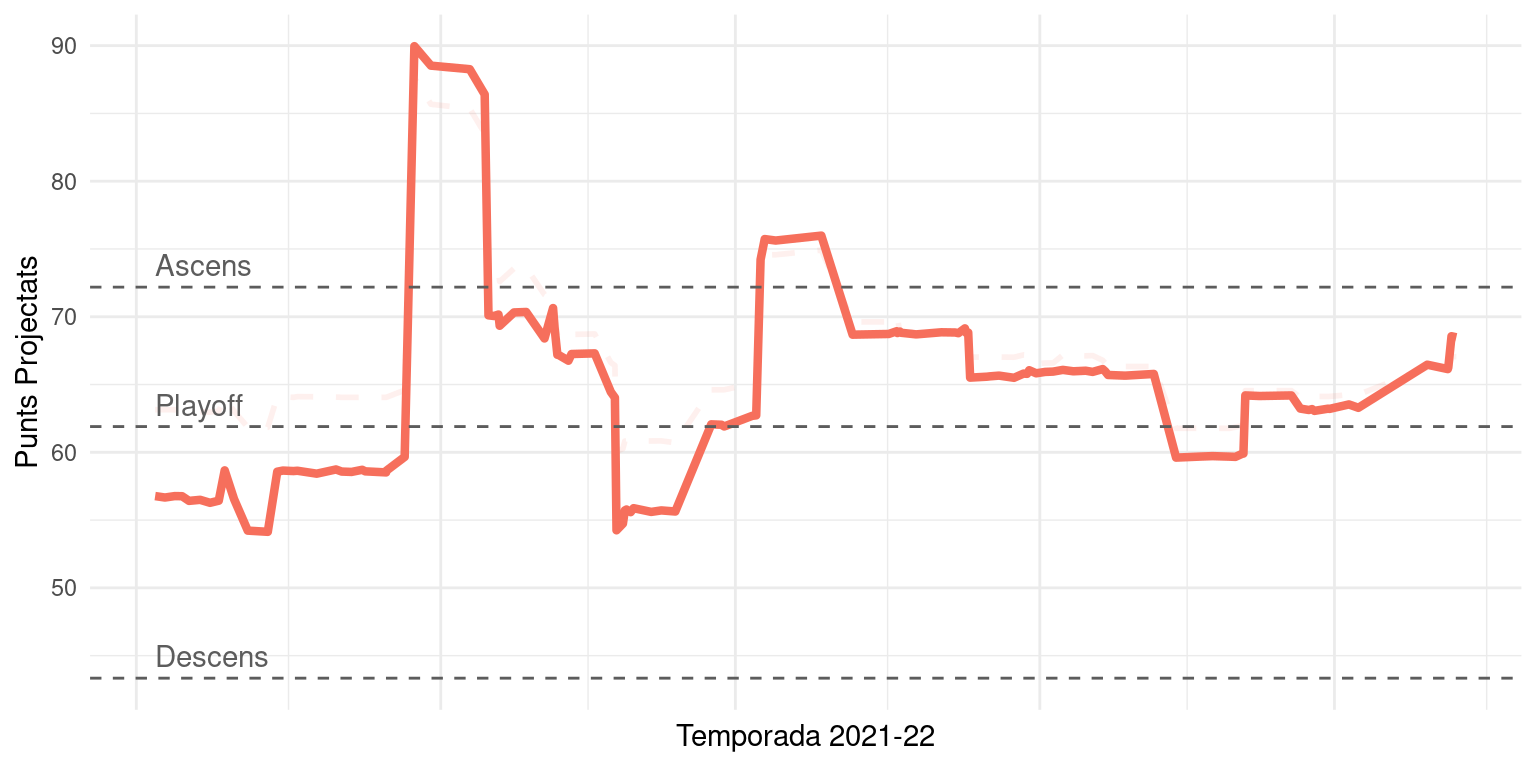 90
80
70
60
50
Punts Projectats
Ascens
Playoff
Descens
Temporada 2021-22